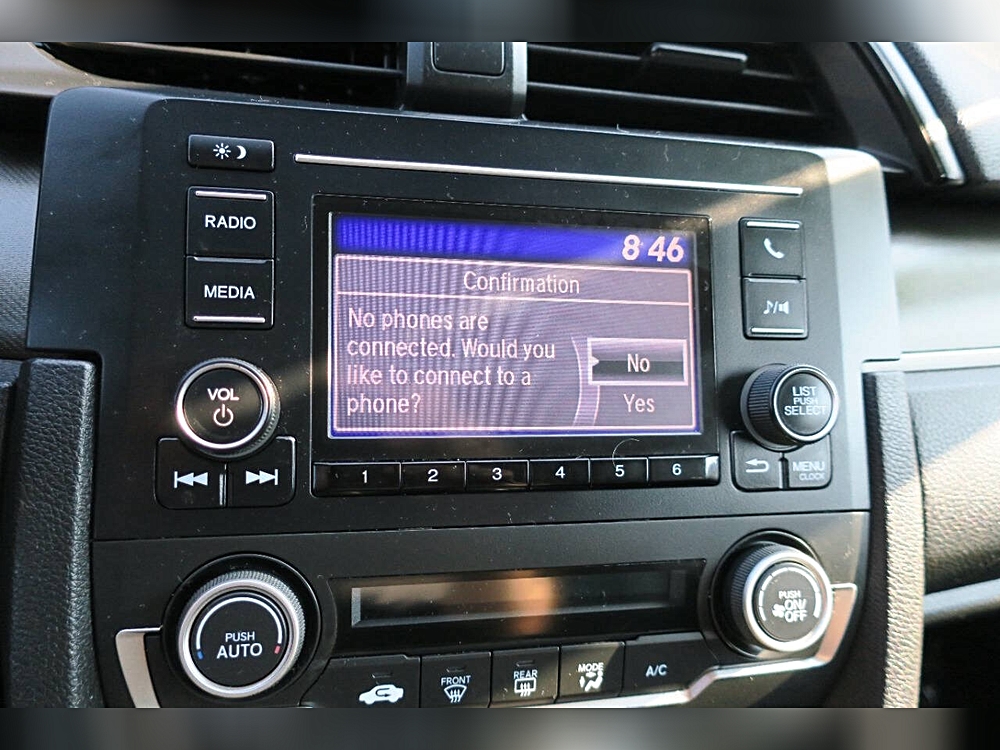 RADIO
MEDIA
8:46
Confirmation
No phones are
connected. Would you
like to connect to a
phone?
No
Yes
VOL
LIST
PUSH
SELECT
MENU
CLOCK
1 2 3 4 5 6
PUSH
AUTO
PUSH
ON/
OFF
FRONT
REAR
MODE
A/C